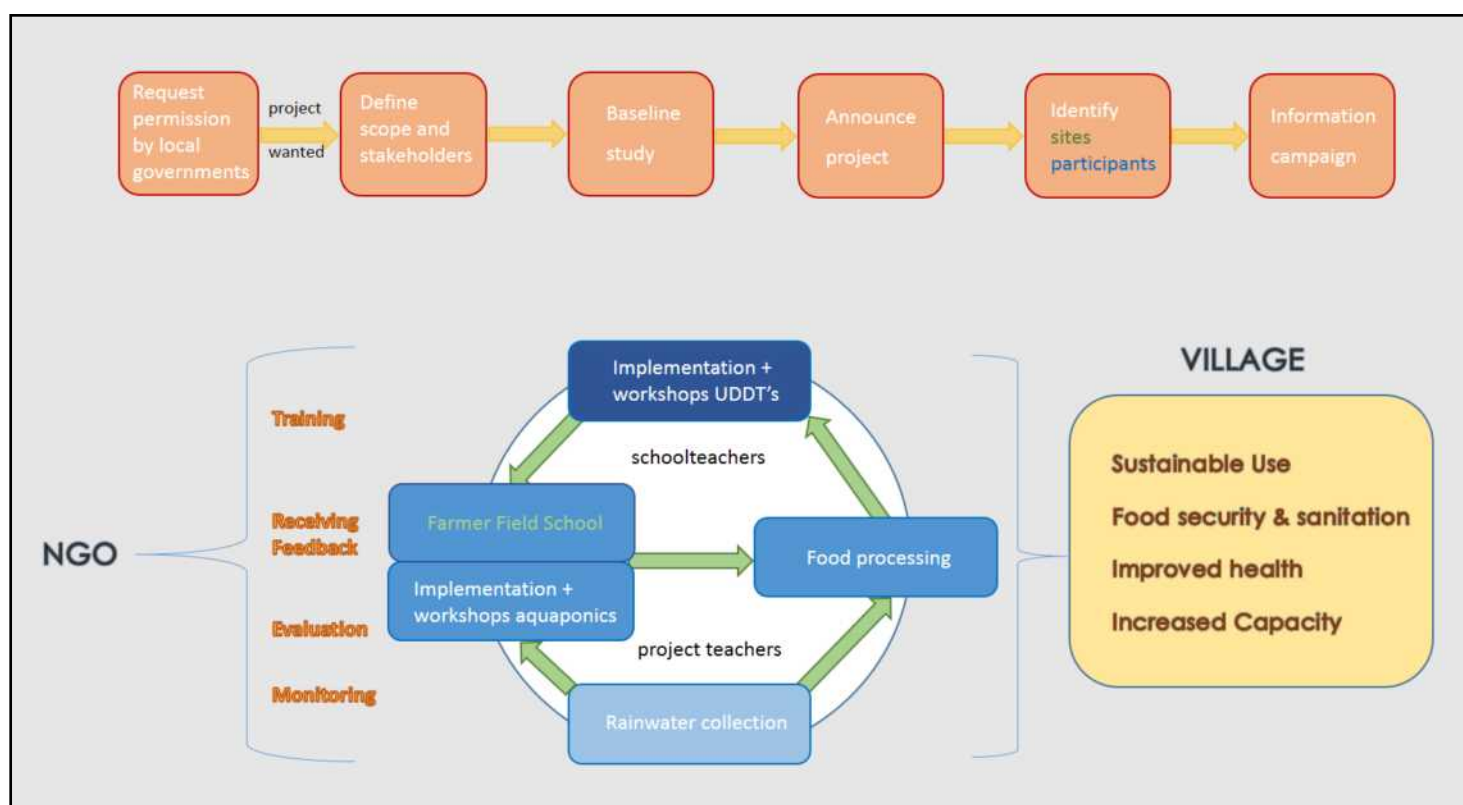 Request
permission
by local
governments
project
wanted
Define
scope and
stakeholders
Baseline
study
Announce
project
Identify
sites
participants
Information
campaign
NGO
Training
Receiving
Feedback
Evaluation
Monitoring
Implementation +
workshops UDDT's
schoolteachers
Farmer Field School
Implementation +
workshops aquaponics
Food processing
project teachers
Rainwater collection
VILLAGE
Sustainable Use
Food security & sanitation
Improved health
Increased Capacity